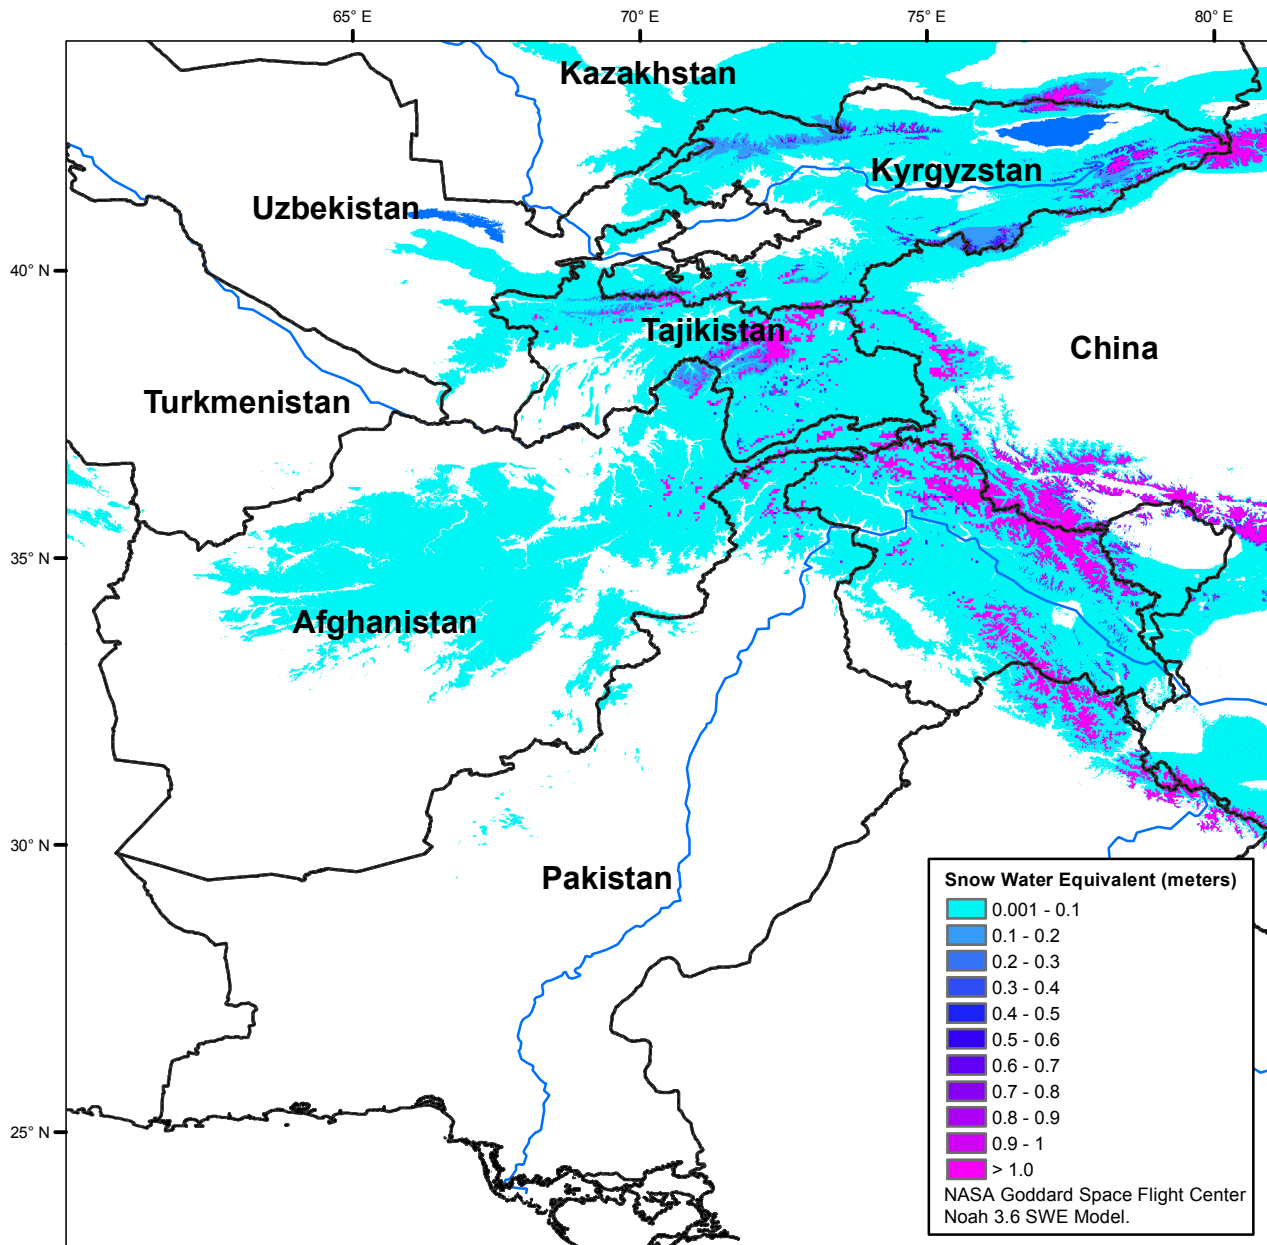 65° E
70° E
75° E
80° E
Kazakhstan
Kyrgyzstan
Uzbekistan
40° N
Tajikistan
China
Turkmenistan
35° N
Afghanistan
30° N
Pakistan
25° N
Snow Water Equivalent (meters)
0.001 - 0.1
0.1 - 0.2
0.2 - 0.3
0.3 - 0.4
0.4 - 0.5
0.5 - 0.6
0.6 - 0.7
0.7 - 0.8
0.8 - 0.9
0.9 - 1
> 1.0
NASA Goddard Space Flight Center
Noah 3.6 SWE Model.